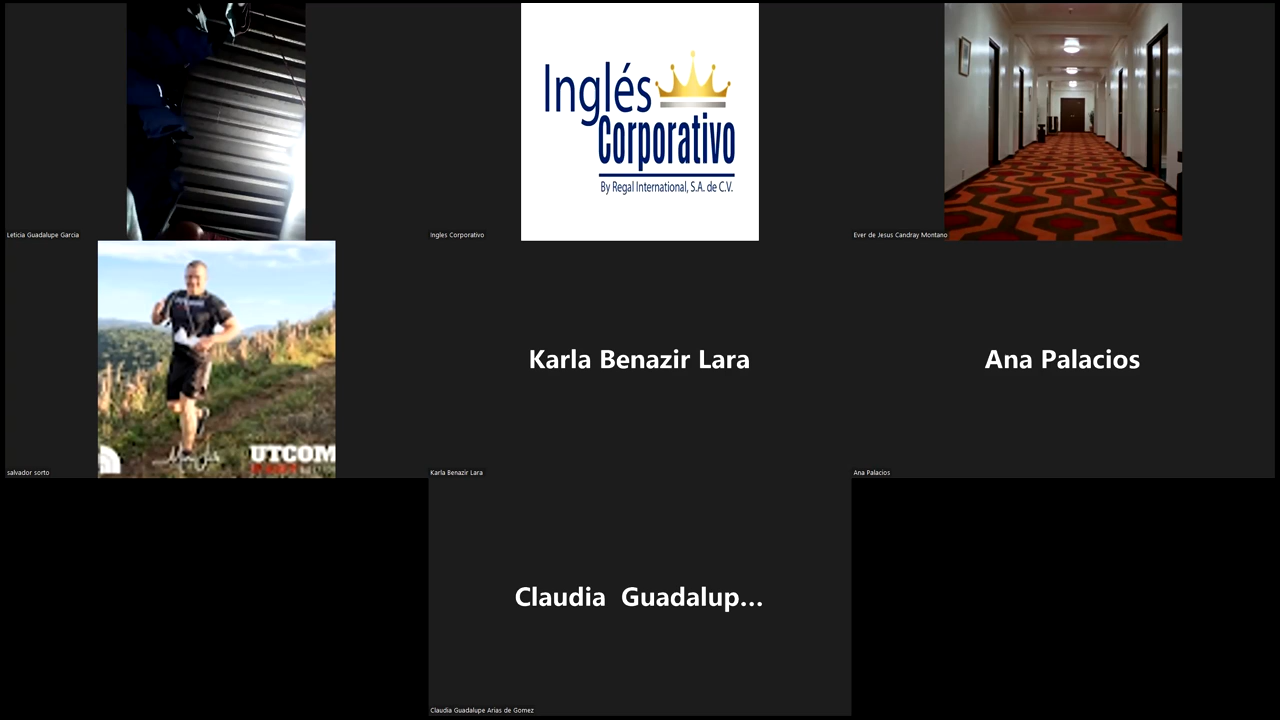 Inglés
Corporativo
By Regal International, S.A. de C.V.
Leticia Guadalupe Garcia
Ingles Corporativo
Ever de Jesus Candray Montano
UTCOM
Karla Benazir Lara
Ana Palacios
salvador sorto
Karla Benazir Lara
Ana Palacios
Claudia Guadalup...
Claudia Guadalupe Arias de Gomez